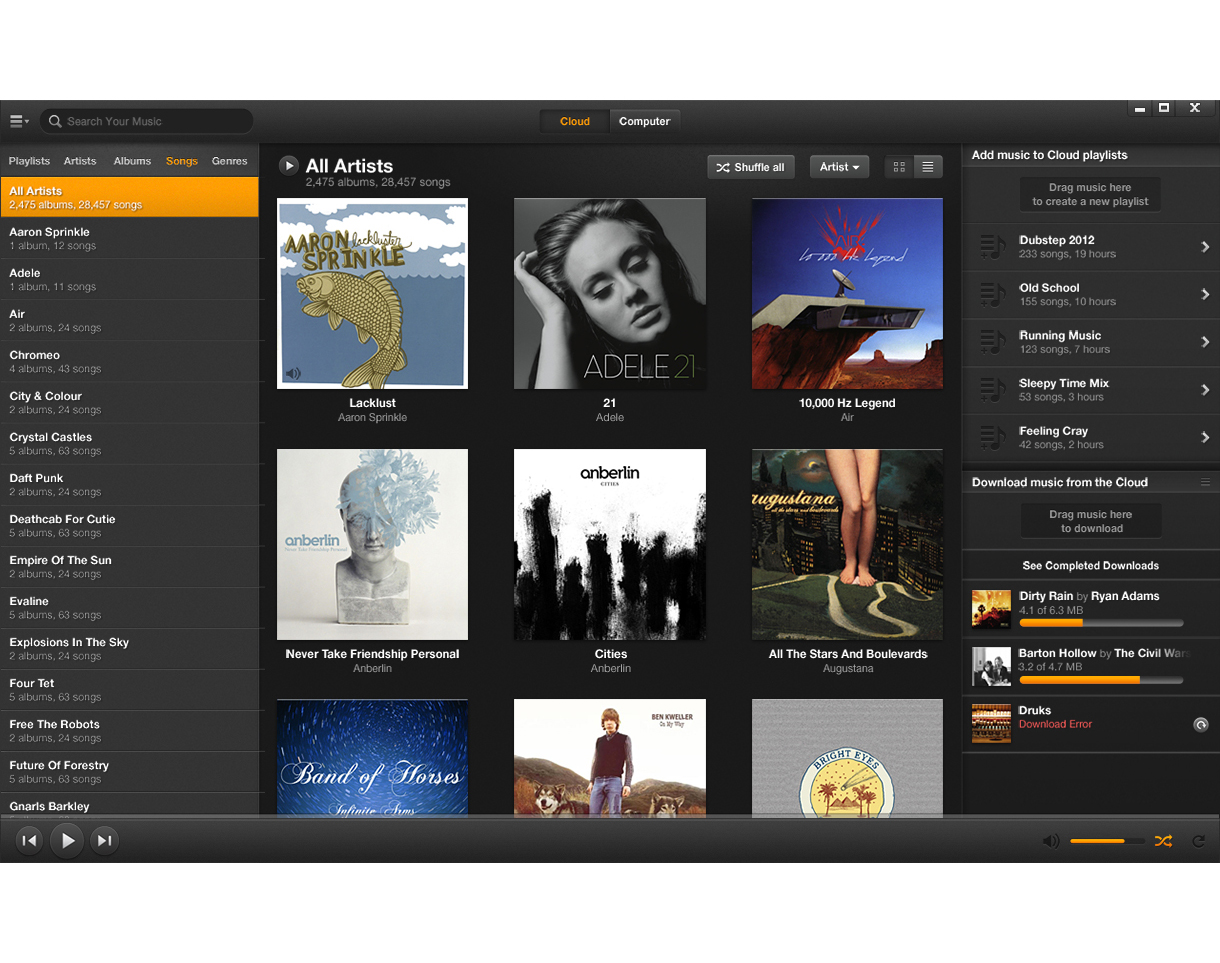 Search Your Music
Cloud
Computer
Playlists
Artists
Albums
Songs
Genres
All Artists
2,475 albums, 28,457 songs
Aaron Sprinkle
1 album, 12 songs
Adele
1 album, 11 songs
Air
2 albums, 24 songs
Chromeo
4 albums, 43 songs
City & Colour
2 albums, 24 songs
Crystal Castles
5 albums, 63 songs
Daft Punk
2 albums, 24 songs
Deathcab For Cutie
5 albums, 63 songs
Empire Of The Sun
2 albums, 24 songs
Evaline
5 albums, 63 songs
Explosions In The Sky
2 albums, 24 songs
Four Tet
5 albums, 63 songs
Free The Robots
2 albums, 24 songs
Future Of Forestry
5 albums, 63 songs
Gnarls Barkley
All Artists
2,475 albums, 28,457 songs
Shuffle all
Artist
AARON lackluster
SPRINKLE
Lacklust
Aaron Sprinkle
ADELE 21
21
Adele
AIR
10,000 Hz Legend
10,000 Hz Legend
Air
anberlin
Never Take Friendship Personal
Never Take Friendship Personal
Anberlin
anberlin
CITIES
Cities
Anberlin
augustana
all the stars and boulevards
All The Stars And Boulevards
Augustana
Band of Horses
Infinite Arms
BEN KWELLER
On My Way
BRIGHT EYES
Add music to Cloud playlists
Drag music here
to create a new playlist
Dubstep 2012
233 songs, 19 hours
Old School
155 songs, 10 hours
Running Music
123 songs, 7 hours
Sleepy Time Mix
53 songs, 3 hours
Feeling Cray
42 songs, 2 hours
Download music from the Cloud
Drag music here
to download
See Completed Downloads
Dirty Rain by Ryan Adams
4.1 of 6.3 MB
Barton Hollow by The Civil Wars
3.2 of 4.7 MB
Druks
Download Error